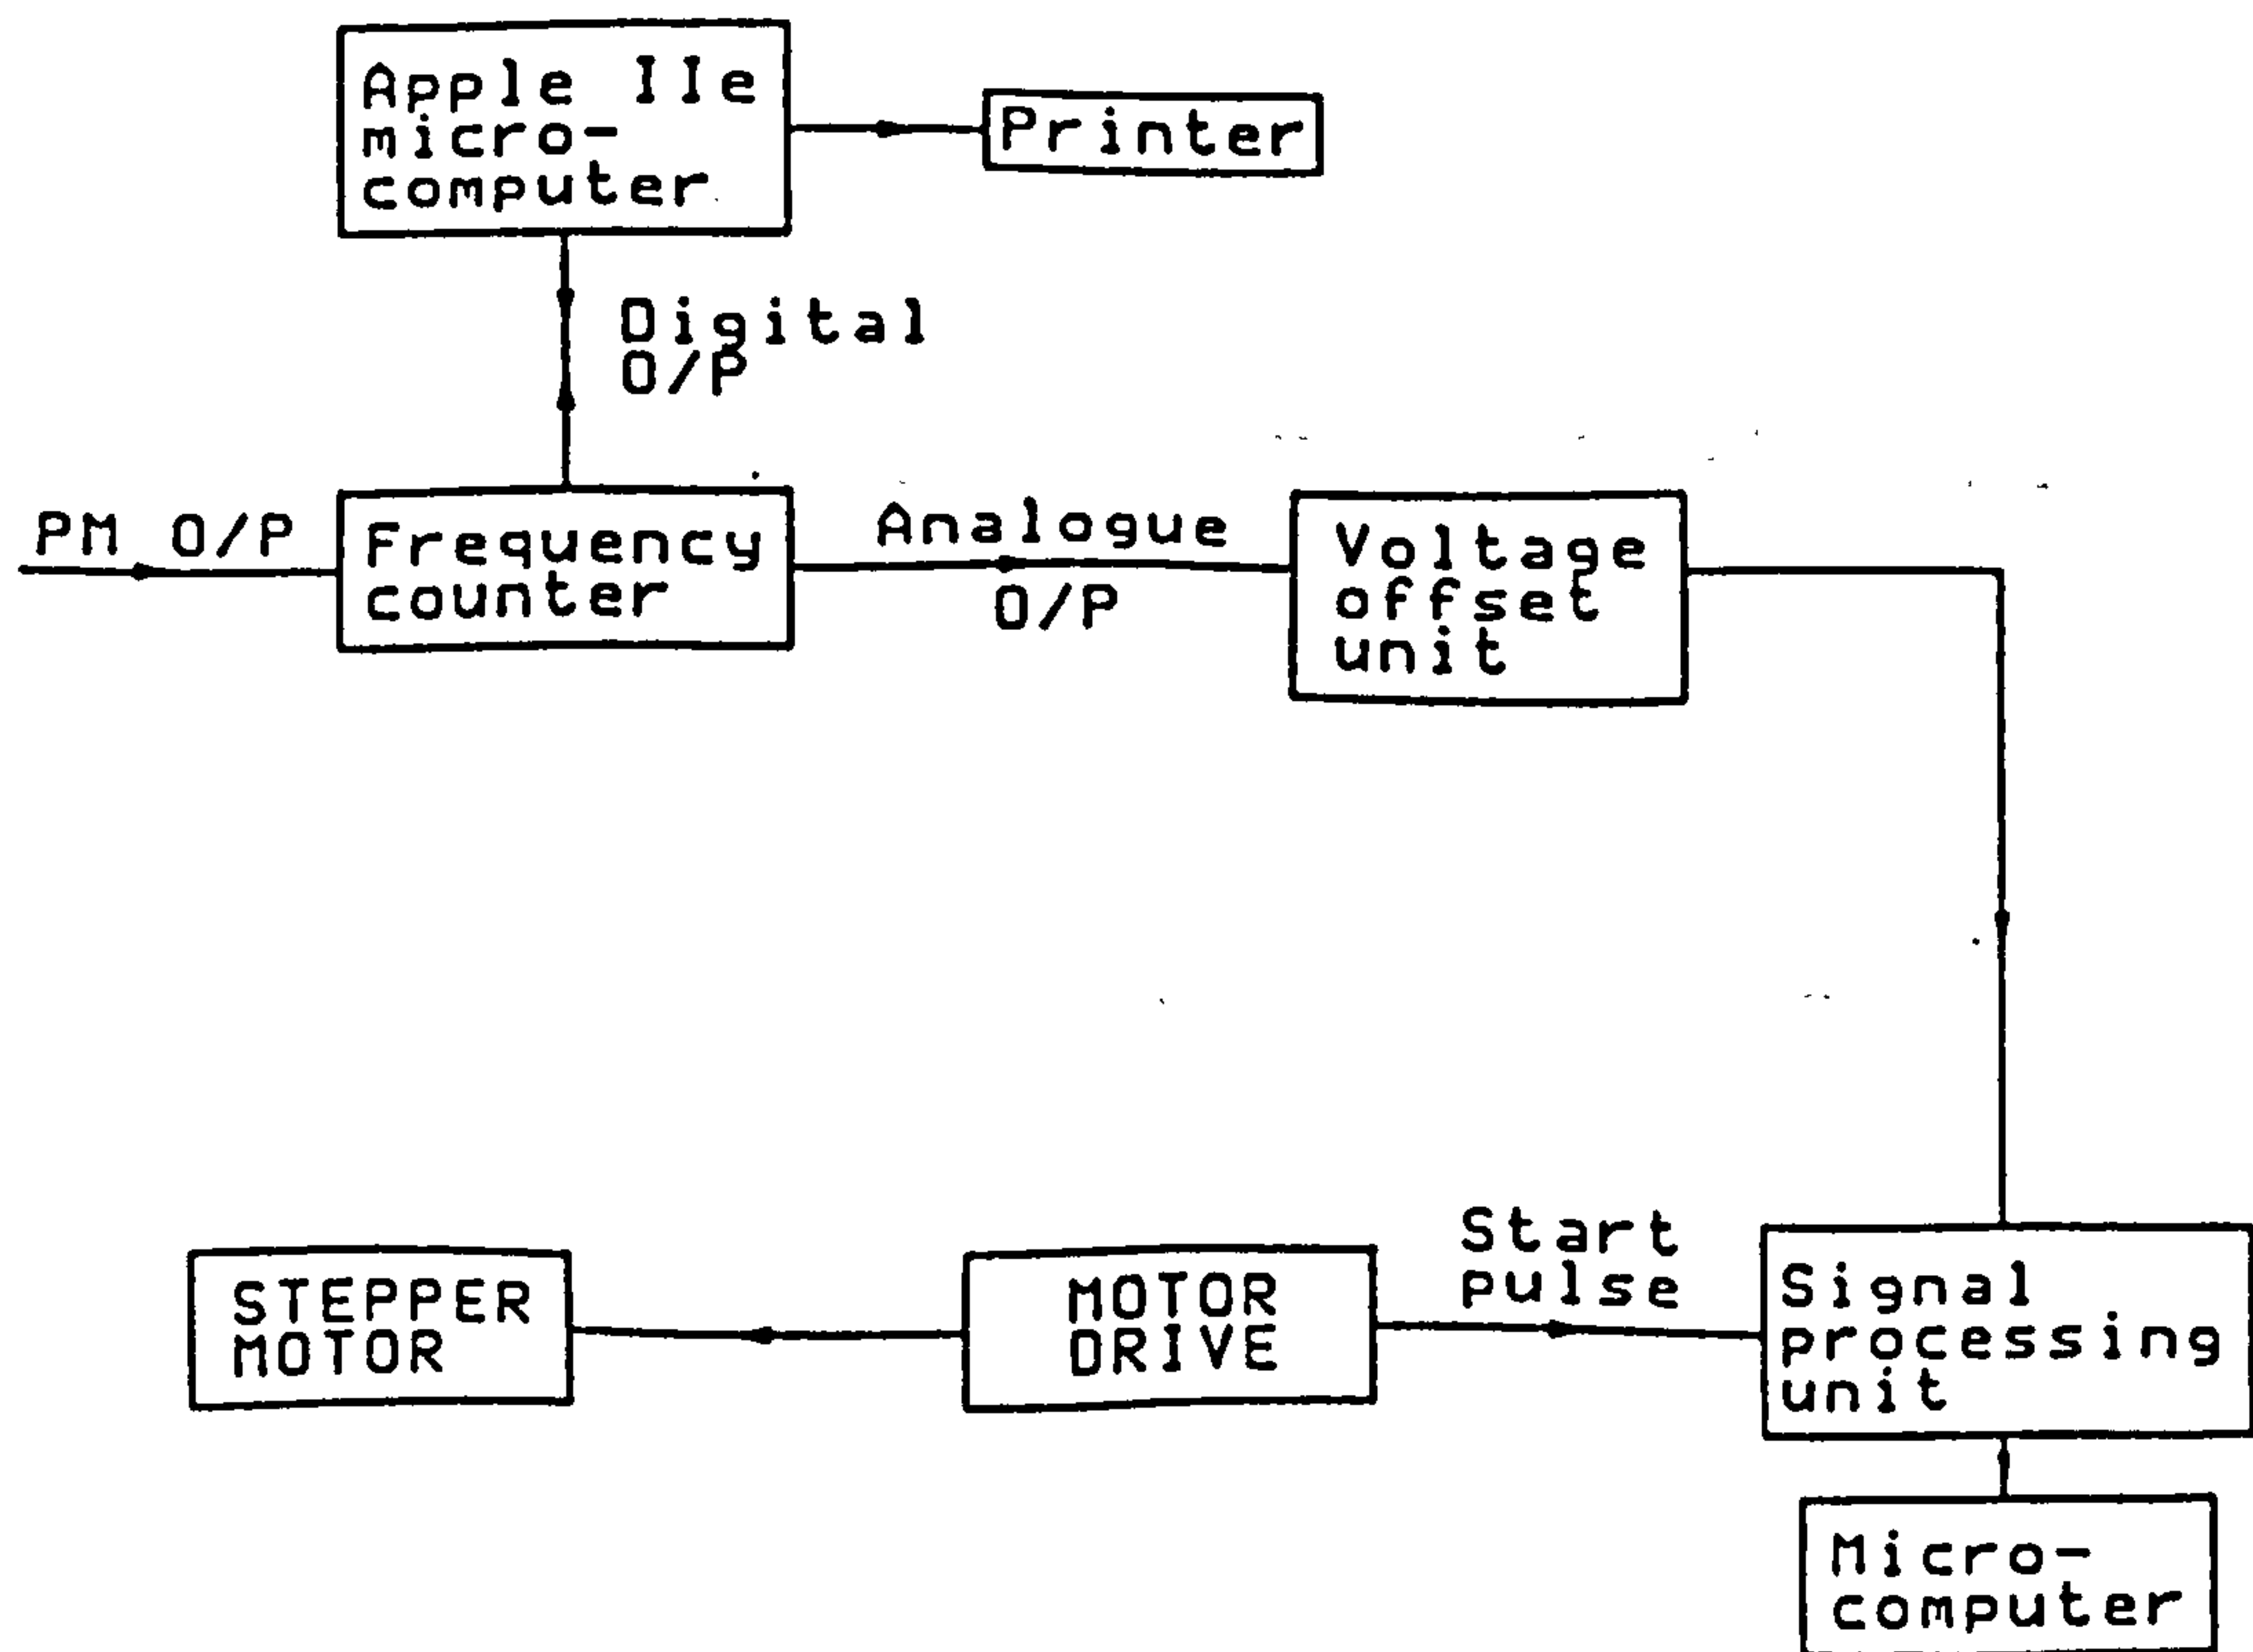 Apple IIe
micro-
computer
Printer
Digital
O/P
PM O/P
Frequency
counter
Analogue
O/P
Voltage
offset
unit
STEPPER
MOTOR
MOTOR
DRIVE
Start
pulse
Signal
processing
unit
Micro-
computer